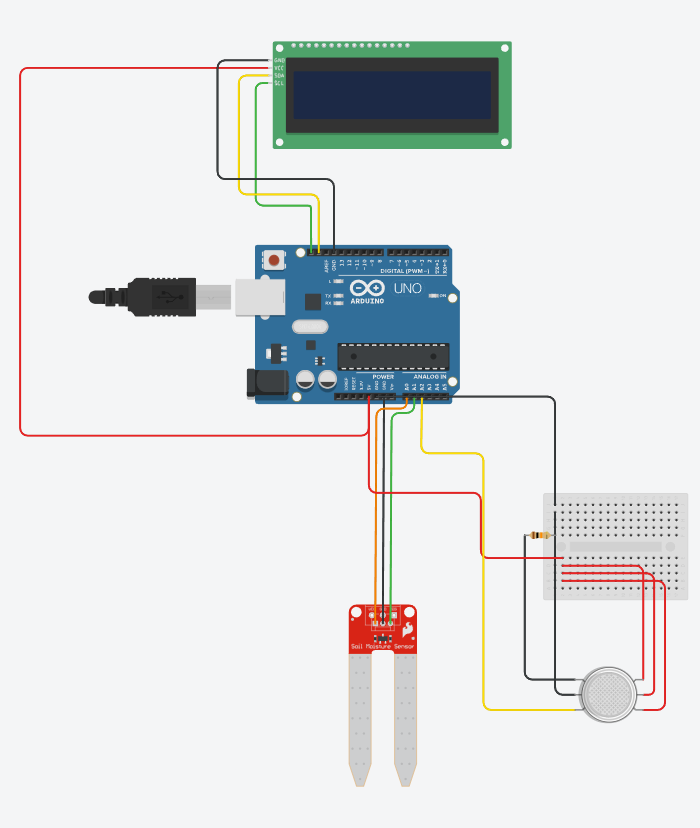 GND
VCC
SDA
SCL
AREF
GND
13
12
~11
~10
~9
8
7
~6
~5
4
~3
2
TX→1
RX←0
DIGITAL (PWM~)
L
TX
RX
UNO
ON
ARDUINO
POWER
ANALOG IN
IOREF
RESET
3.3V
5V
GND
GND
Vin
A0
A1
A2
A3
A4
A5
Soil Moisture Sensor